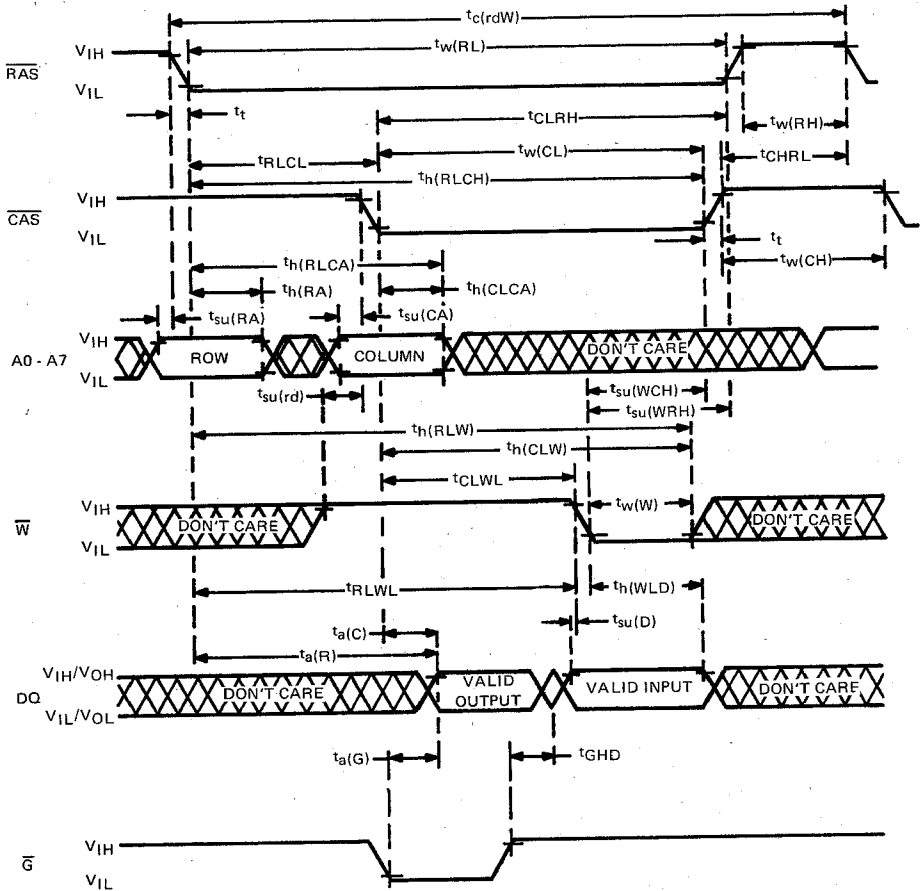 tc(rdW)
RAS
VIH
VIL
tw(RL)
tt
tCLRH
tw(RH)
tRLCL
tw(CL)
tCHRL
th(RLCH)
CAS
VIH
VIL
tt
th(RLCA)
tw(CH)
th(RA)
th(CLCA)
tsu(RA)
tsu(CA)
A0 - A7
VIH
VIL
ROW
COLUMN
DON'T CARE
tsu(rd)
tsu(WCH)
tsu(WRH)
th(RLW)
th(CLW)
tCLWL
W
VIH
VIL
DON'T CARE
tw(W)
DON'T CARE
tRLWL
th(WLD)
tsu(D)
ta(C)
ta(R)
DQ
VIH/VOH
VIL/VOL
DON'T CARE
VALID
OUTPUT
VALID INPUT
DON'T CARE
ta(G)
tGHD
G
VIH
VIL